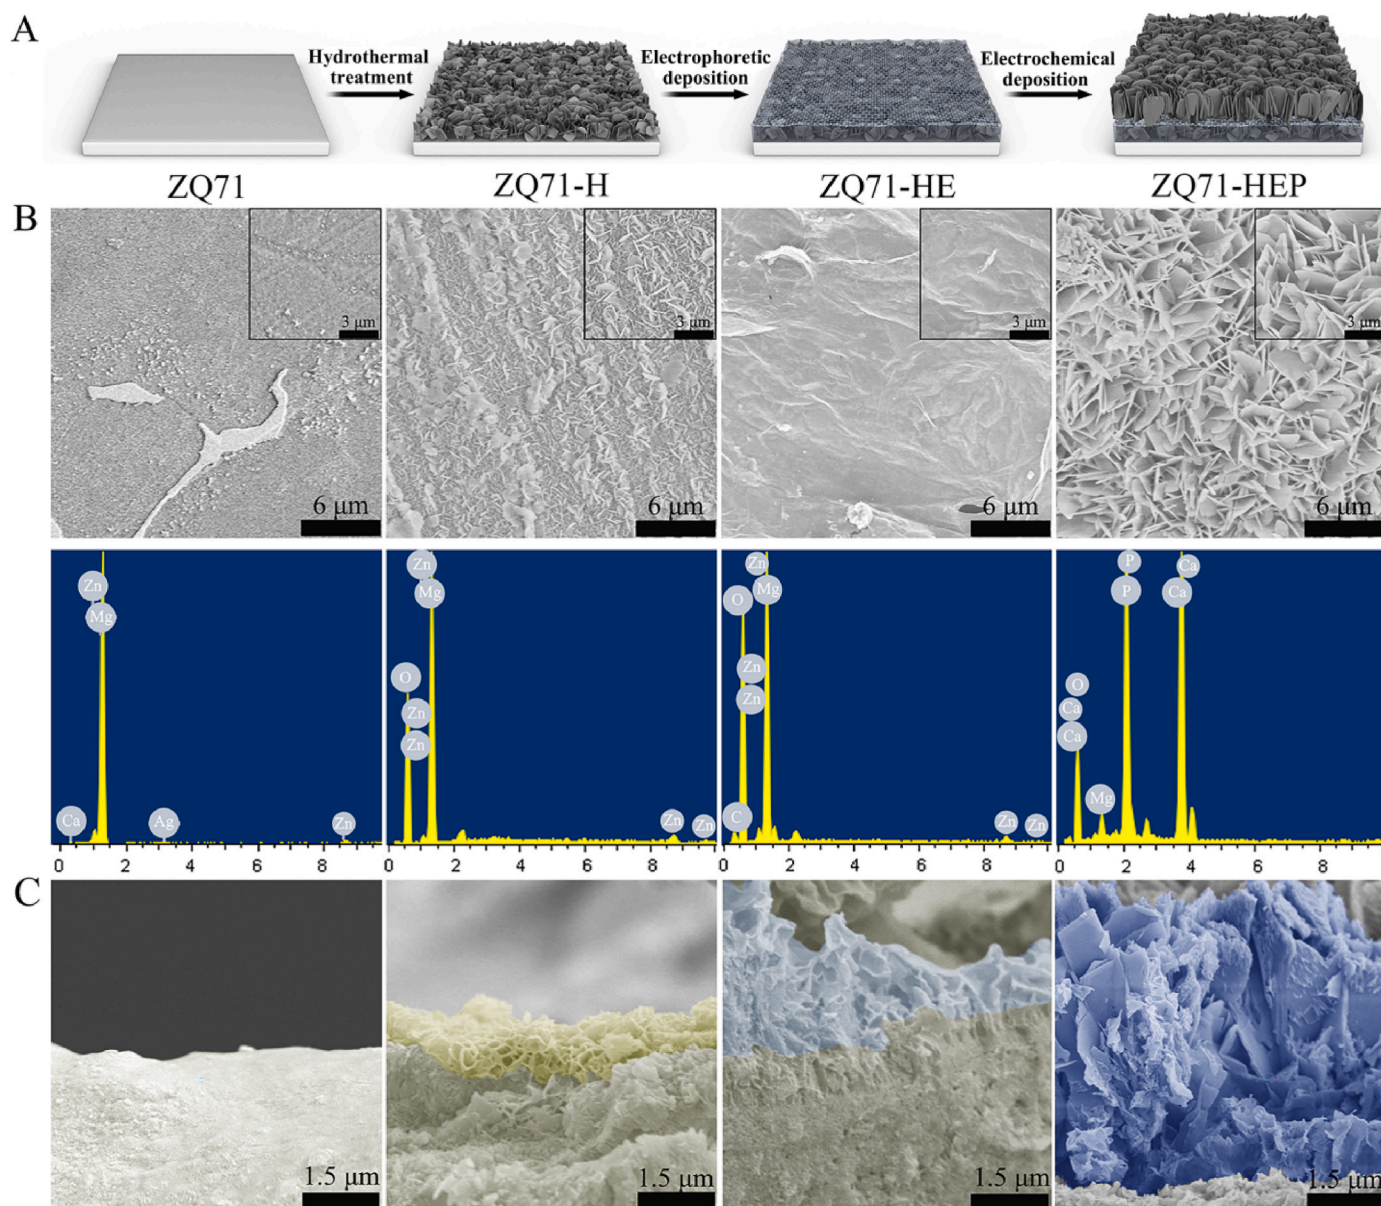 A
Hydrothermal
treatment
Electrophoretic
deposition
Electrochemical
deposition
ZQ71
ZQ71-H
ZQ71-HE
ZQ71-HEP
B
3 μm
6 μm
3 μm
6 μm
3 μm
6 μm
3 μm
6 μm
Zn
Mg
Ca
Ag
Zn
0 2 4 6 8
Zn
Mg
O
Zn
Zn
Zn
Zn
0 2 4 6 8
Zn
Mg
O
Zn
Zn
C
Zn
Zn
0 2 4 6 8
P
Ca
P
Ca
O
Ca
Ca
Mg
0 2 4 6 8
C
1.5 μm
1.5 μm
1.5 μm
1.5 μm